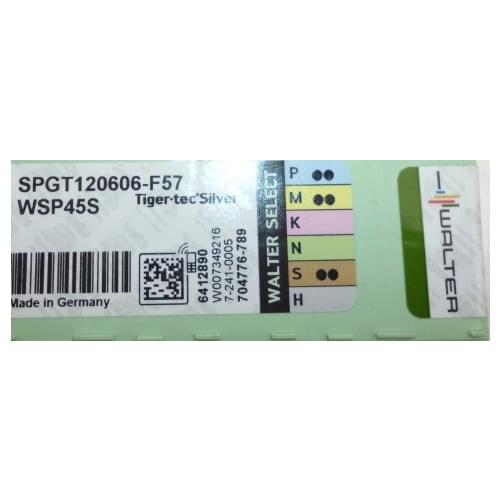 SPGT120606-F57
WSP45S
Tiger·tec®Silver
Made in Germany
6412890
W007349216
7-241-0005
704776-789
WALTER SELECT
P
M
K
N
S
H
WALTER